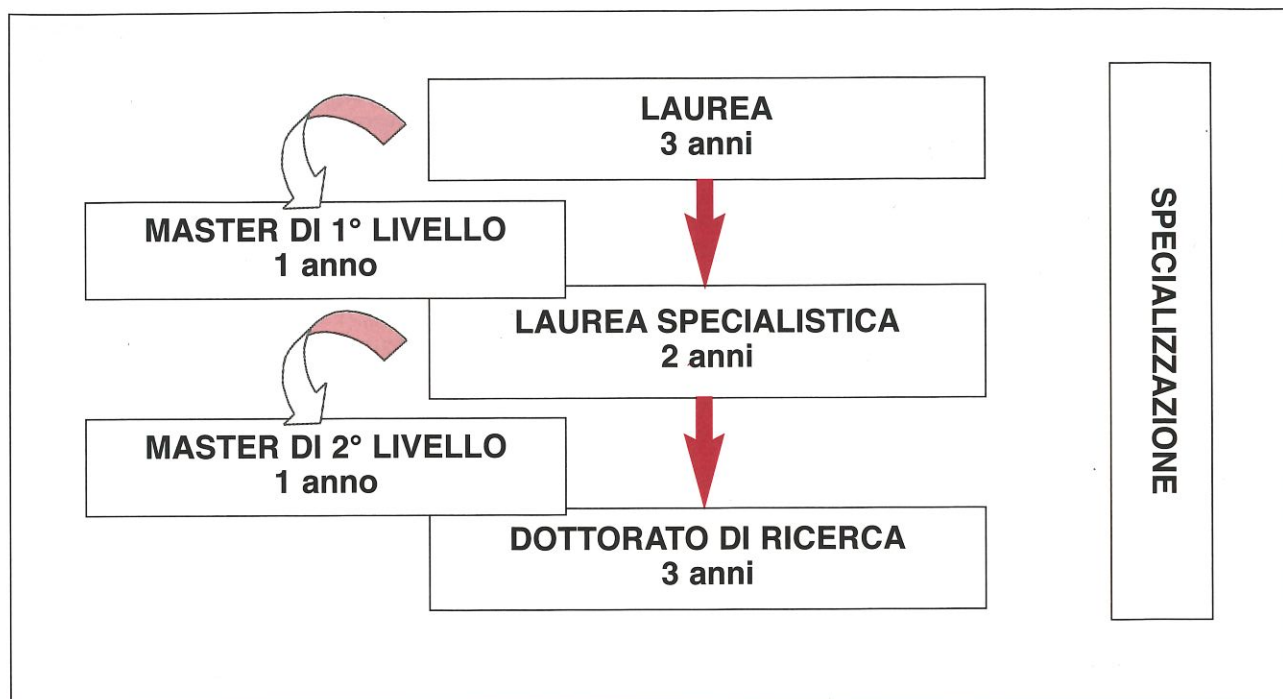 LAUREA
3 anni
MASTER DI 1° LIVELLO
1 anno
LAUREA SPECIALISTICA
2 anni
MASTER DI 2° LIVELLO
1 anno
DOTTORATO DI RICERCA
3 anni
SPECIALIZZAZIONE